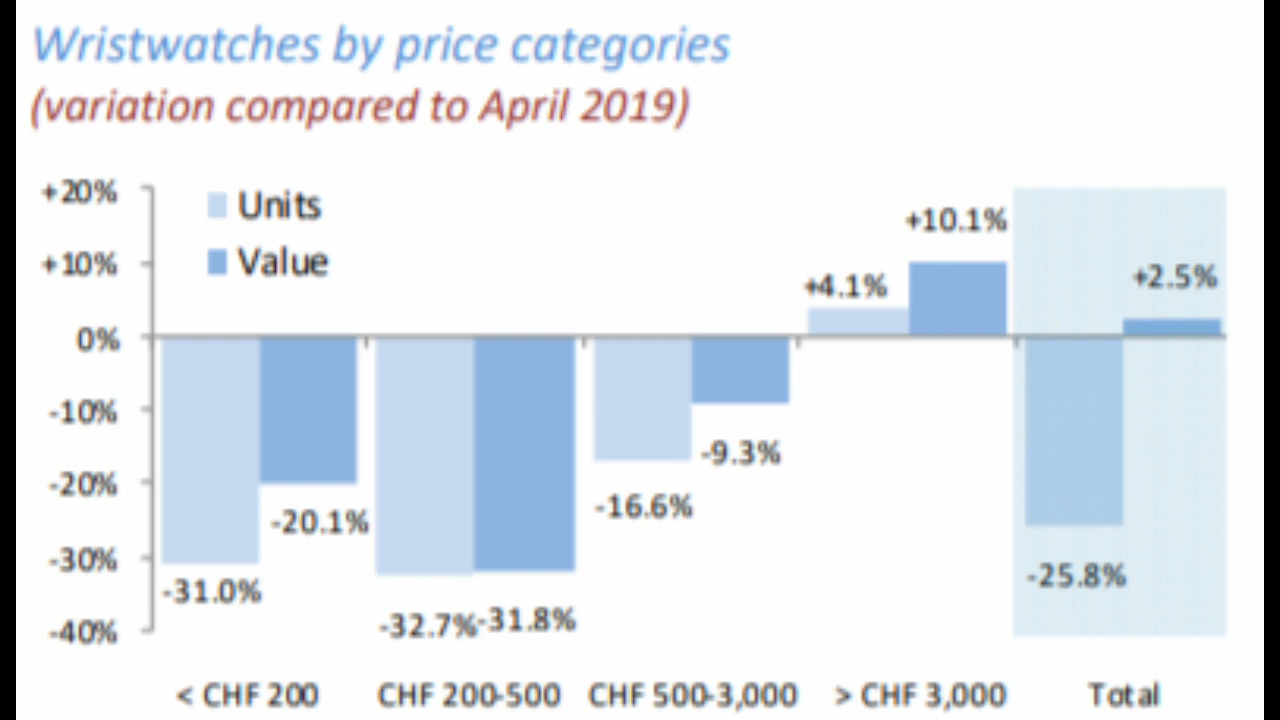 Wristwatches by price categories
(variation compared to April 2019)
+20%
+10%
0%
-10%
-20%
-30%
-40%
Units
Value
-31.0%
-20.1%
-32.7%
-31.8%
-16.6%
-9.3%
+4.1%
+10.1%
-25.8%
+2.5%
< CHF 200
CHF 200-500
CHF 500-3,000
> CHF 3,000
Total